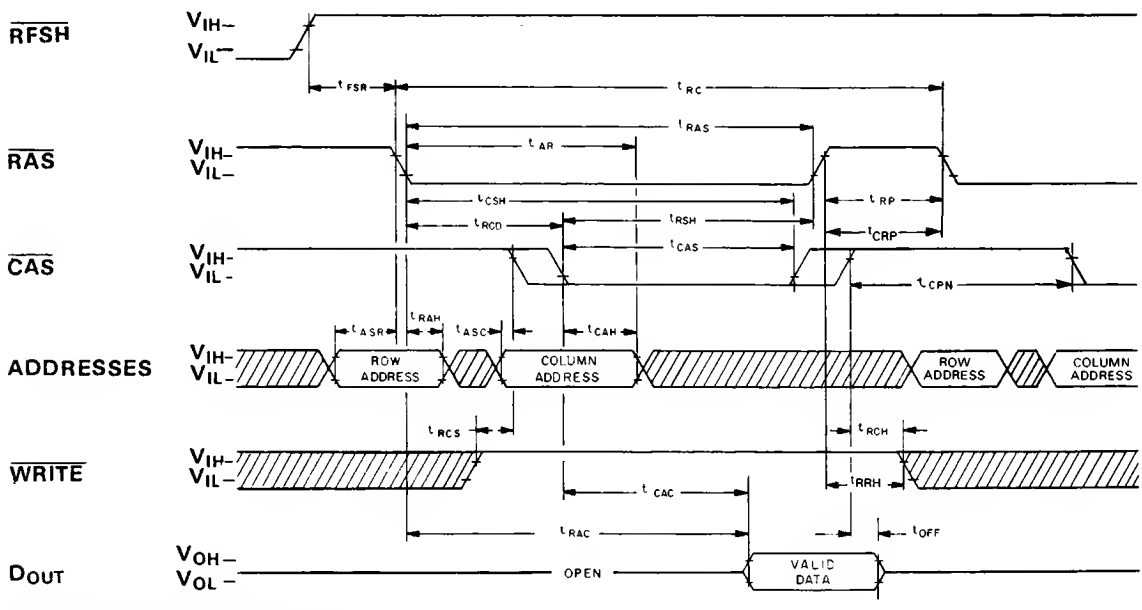 RFSH
VIH
VIL
tFSR
tRC
tRAS
tAR
RAS
VIH
VIL
tCSH
tRP
tRCD
tRSH
tCRP
tCAS
CAS
VIH
VIL
tCPN
tASR
tRAH
tASC
tCAH
ADDRESSES
VIH
VIL
ROW
ADDRESS
COLUMN
ADDRESS
ROW
ADDRESS
COLUMN
ADDRESS
tRCS
tRCH
WRITE
VIH
VIL
tCAC
tRRH
tRAC
tOFF
DOUT
VOH
VOL
OPEN
VALID
DATA